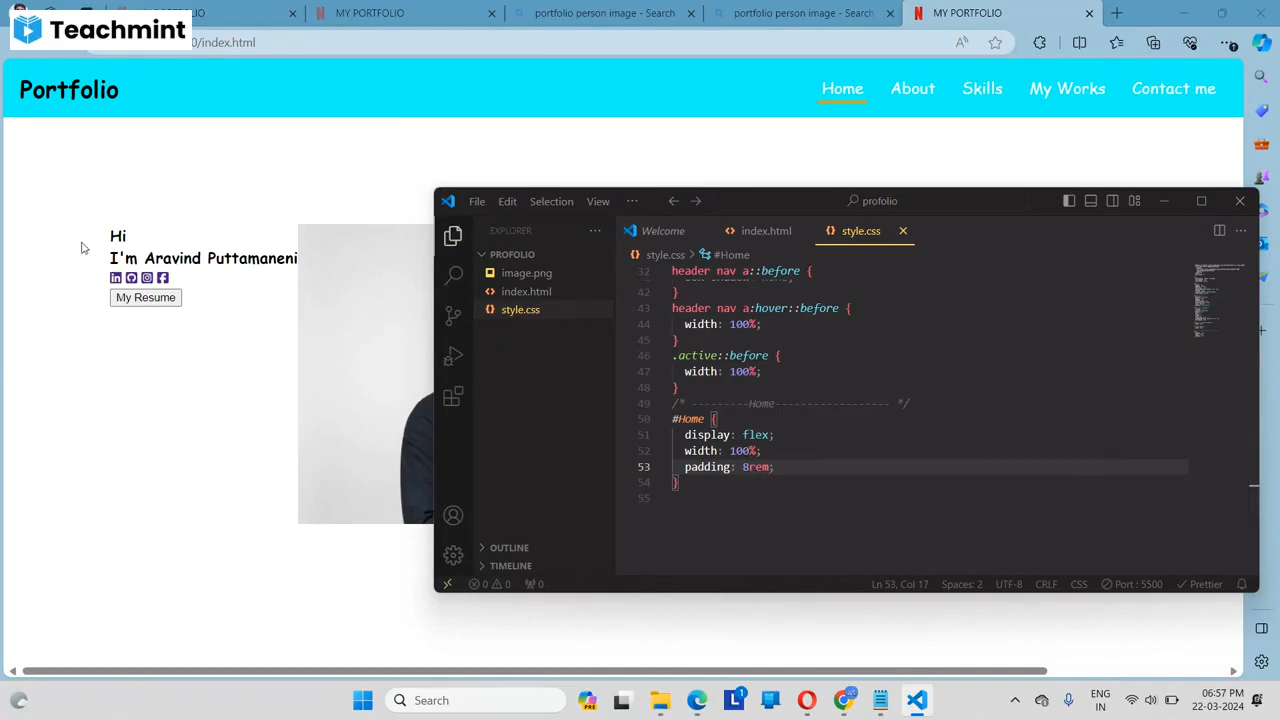 Teachmint
MY PORTFOLIO
portfolio person image - Search
portfolio person image - Search
MY PORTFOLIO
0/index.html
Portfolio
Home
About
Skills
My Works
Contact me
Hi
I'm Aravind Puttamaneni
My Resume
File
Edit
Selection
View
profolio
EXPLORER
PROFOLIO
image.png
index.html
style.css
OUTLINE
TIMELINE
Welcome
index.html
style.css
style.css > #Home
32 header nav a::before {
42 }
43 header nav a:hover::before {
44 width: 100%;
45 }
46 .active::before {
47 width: 100%;
48 }
49 /* ---------Home----------------- */
50 #Home {
51 display: flex;
52 width: 100%;
53 padding: 8rem;
54 }
55
0 0 0
Ln 53, Col 17
Spaces: 2
UTF-8
CRLF
CSS
Port : 5500
Prettier
Search
ENG
IN
06:57 PM
22-03-2024